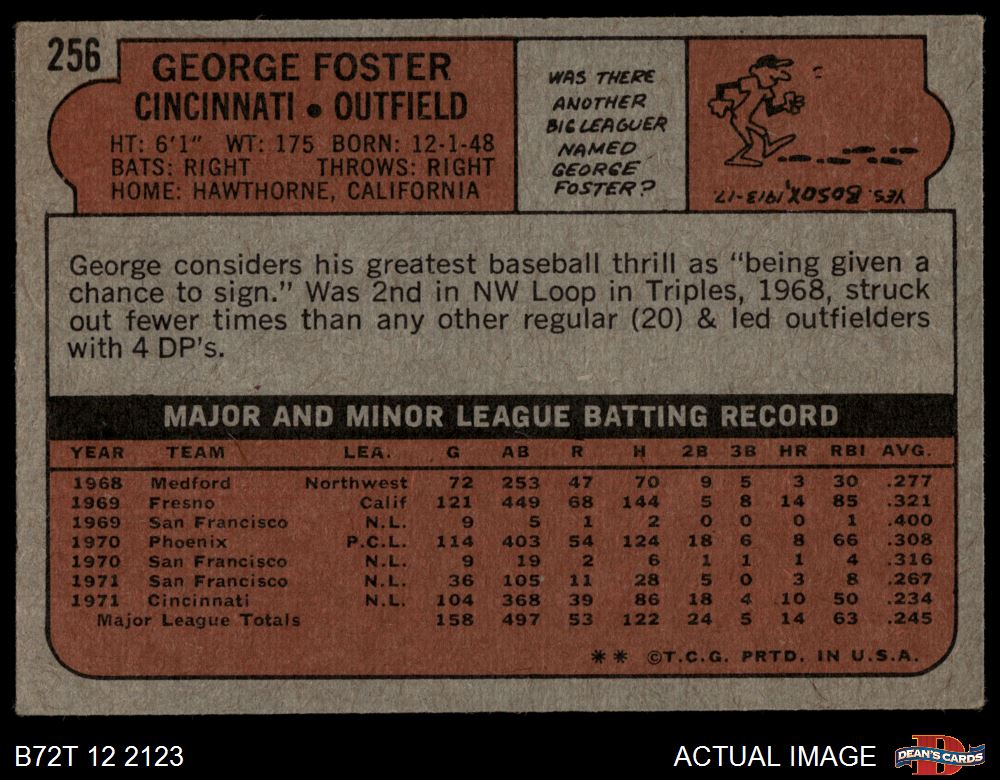 256
GEORGE FOSTER
CINCINNATI • OUTFIELD
HT: 6'1" WT: 175 BORN: 12-1-48
BATS: RIGHT THROWS: RIGHT
HOME: HAWTHORNE, CALIFORNIA
WAS THERE
ANOTHER
BIG LEAGUER
NAMED
GEORGE
FOSTER?
YES. BOSOX, 1913-17
George considers his greatest baseball thrill as "being given a
chance to sign." Was 2nd in NW Loop in Triples, 1968, struck
out fewer times than any other regular (20) & led outfielders
with 4 DP's.
MAJOR AND MINOR LEAGUE BATTING RECORD
YEAR TEAM LEA. G AB R H 2B 3B HR RBI AVG.
1968 Medford Northwest 72 253 47 70 9 5 3 30 .277
1969 Fresno Calif 121 449 68 144 5 8 14 85 .321
1969 San Francisco N.L. 9 5 1 2 0 0 0 1 .400
1970 Phoenix P.C.L. 114 403 54 124 18 6 8 66 .308
1970 San Francisco N.L. 9 19 2 6 1 1 1 4 .316
1971 San Francisco N.L. 36 105 11 28 5 0 3 8 .267
1971 Cincinnati N.L. 104 368 39 86 18 4 10 50 .234
Major League Totals 158 497 53 122 24 5 14 63 .245
** ©T.C.G. PRTD. IN U.S.A.
B72T 12 2123
ACTUAL IMAGE
D
DEAN'S CARDS